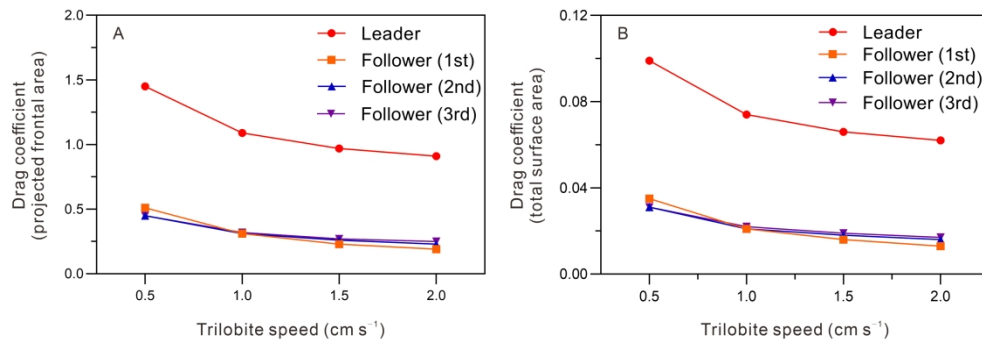 A
Leader
Follower (1st)
Follower (2nd)
Follower (3rd)
Drag coefficient
(projected frontal area)
2.0
1.5
1.0
0.5
0.0
0.5 1.0 1.5 2.0
Trilobite speed (cm s⁻¹)
B
Leader
Follower (1st)
Follower (2nd)
Follower (3rd)
Drag coefficient
(total surface area)
0.12
0.08
0.04
0.00
0.5 1.0 1.5 2.0
Trilobite speed (cm s⁻¹)